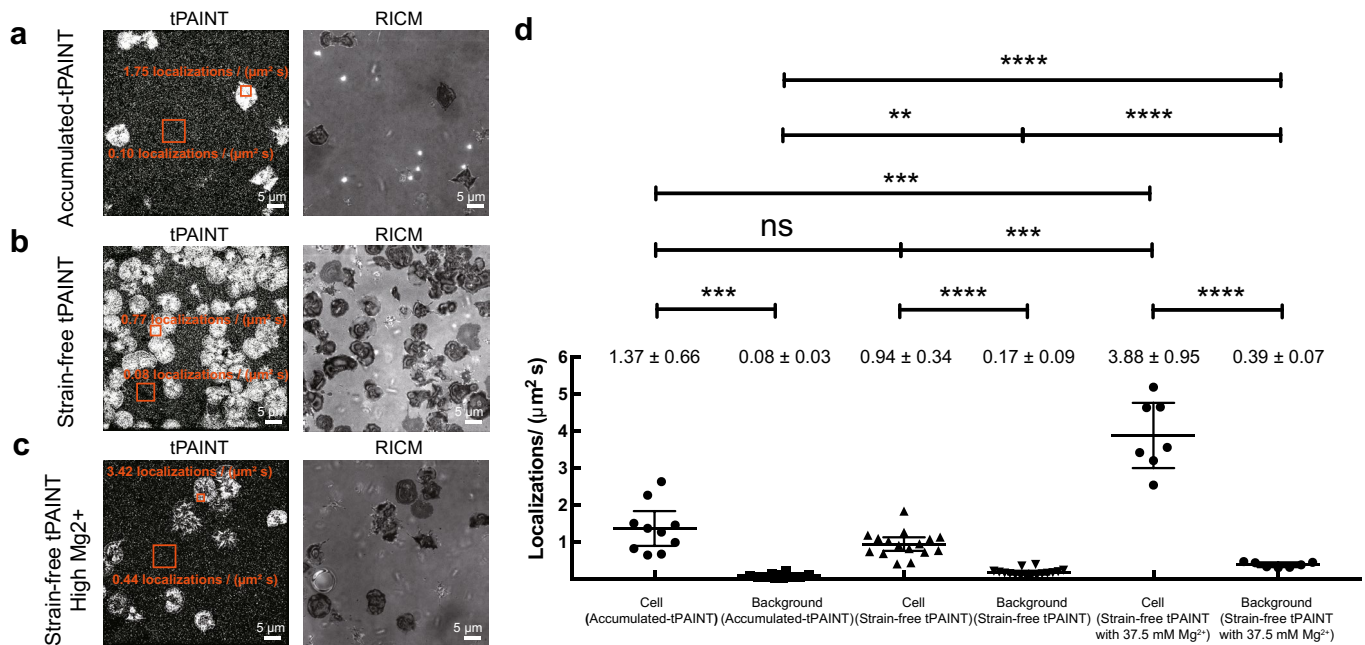 a
tPAINT
RICM
Accumulated-tPAINT
1.75 localizations / (µm² s)
0.10 localizations / (µm² s)
5 µm
5 µm
b
tPAINT
RICM
Strain-free tPAINT
0.77 localizations / (µm² s)
0.08 localizations / (µm² s)
5 µm
5 µm
c
tPAINT
RICM
Strain-free tPAINT
High Mg2+
3.42 localizations / (µm² s)
0.44 localizations / (µm² s)
5 µm
5 µm
d
****
** ****
***
ns ***
*** **** ****
1.37 ± 0.66 0.08 ± 0.03 0.94 ± 0.34 0.17 ± 0.09 3.88 ± 0.95 0.39 ± 0.07
Localizations/ (µm² s)
6
5
4
3
2
1
Cell
(Accumulated-tPAINT)
Background
(Accumulated-tPAINT)
Cell
(Strain-free tPAINT)
Background
(Strain-free tPAINT)
Cell
(Strain-free tPAINT
with 37.5 mM Mg²⁺)
Background
(Strain-free tPAINT
with 37.5 mM Mg²⁺)